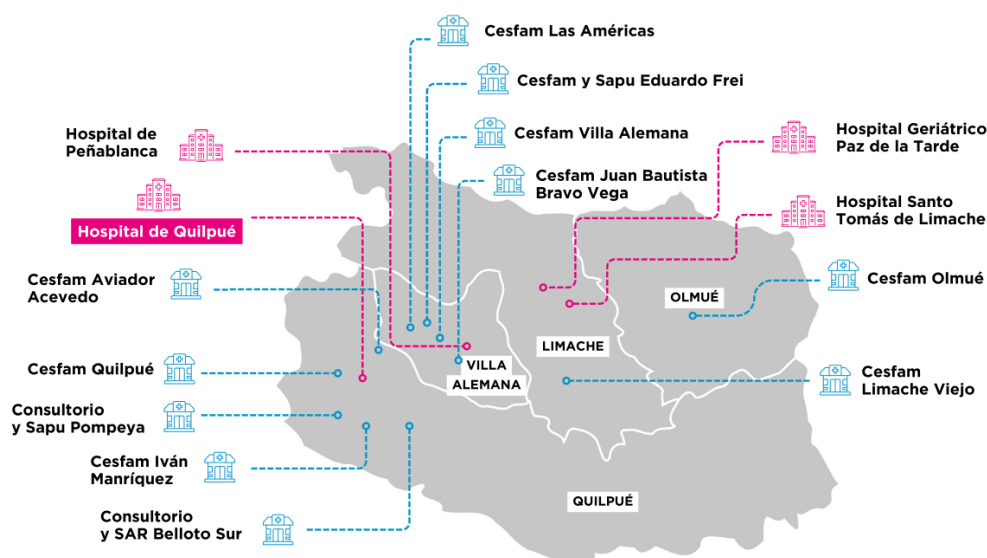 Cesfam Las Américas
Cesfam y Sapu Eduardo Frei
Cesfam Villa Alemana
Cesfam Juan Bautista
Bravo Vega
Hospital de
Peñablanca
Hospital de Quilpué
Hospital Geriátrico
Paz de la Tarde
Hospital Santo
Tomás de Limache
Cesfam Aviador
Acevedo
Cesfam Olmué
OLMUÉ
LIMACHE
VILLA
ALEMANA
Cesfam Quilpué
Cesfam
Limache Viejo
Consultorio
y Sapu Pompeya
Cesfam Iván
Manríquez
QUILPUÉ
Consultorio
y SAR Belloto Sur